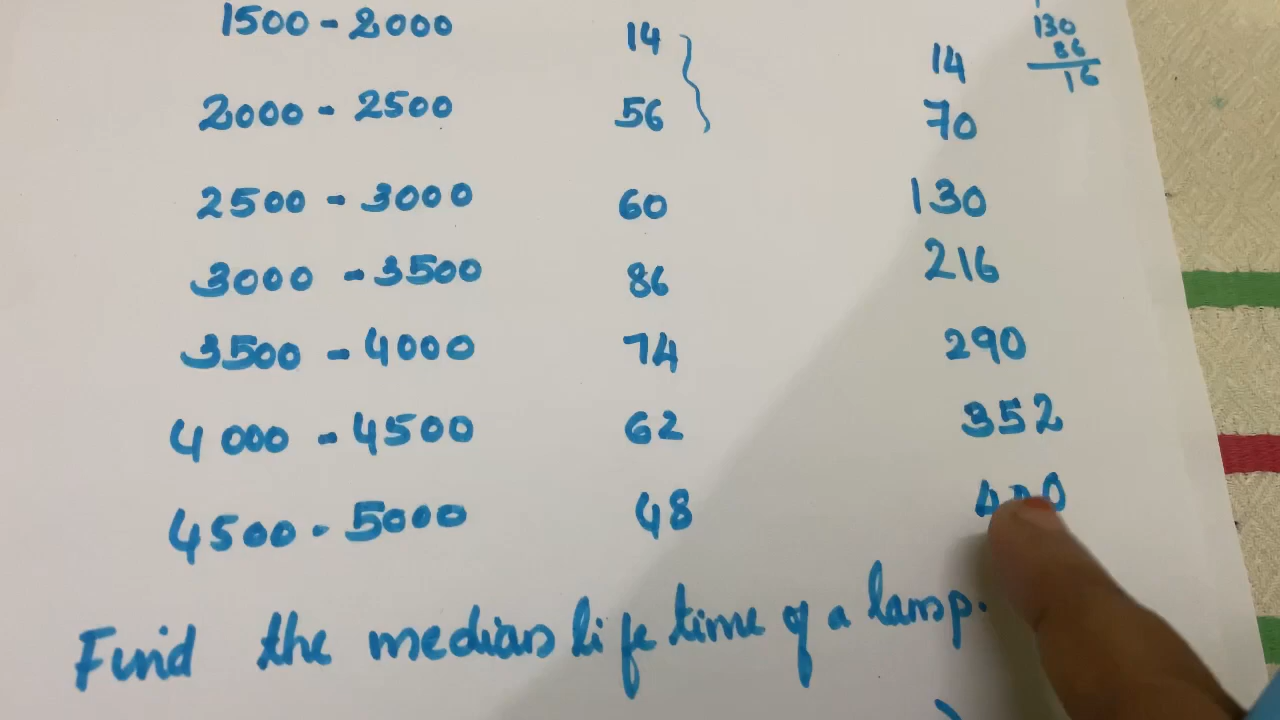 1500 - 2000 14 14
130
86
16
2000 - 2500 56 70
2500 - 3000 60 130
3000 - 3500 86 216
3500 - 4000 74 290
4000 - 4500 62 352
4500 - 5000 48
Find the median life time of a lamp.